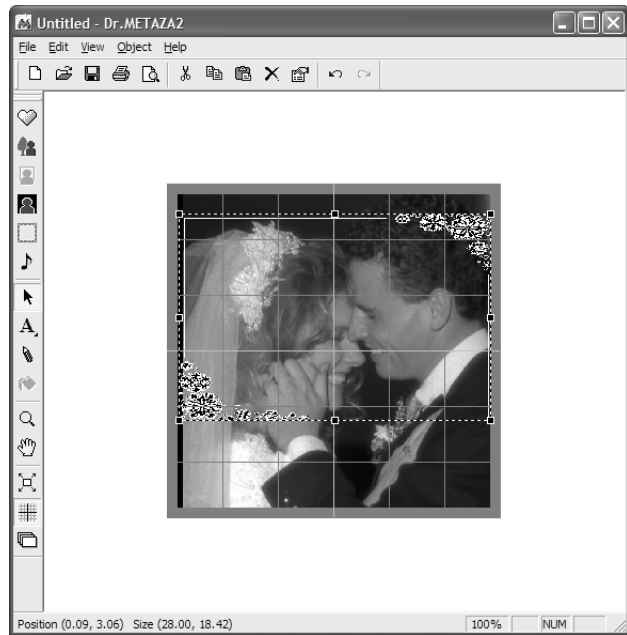 Untitled - Dr.METAZA2
File Edit View Object Help
A
Position (0.09, 3.06) Size (28.00, 18.42) 100% NUM